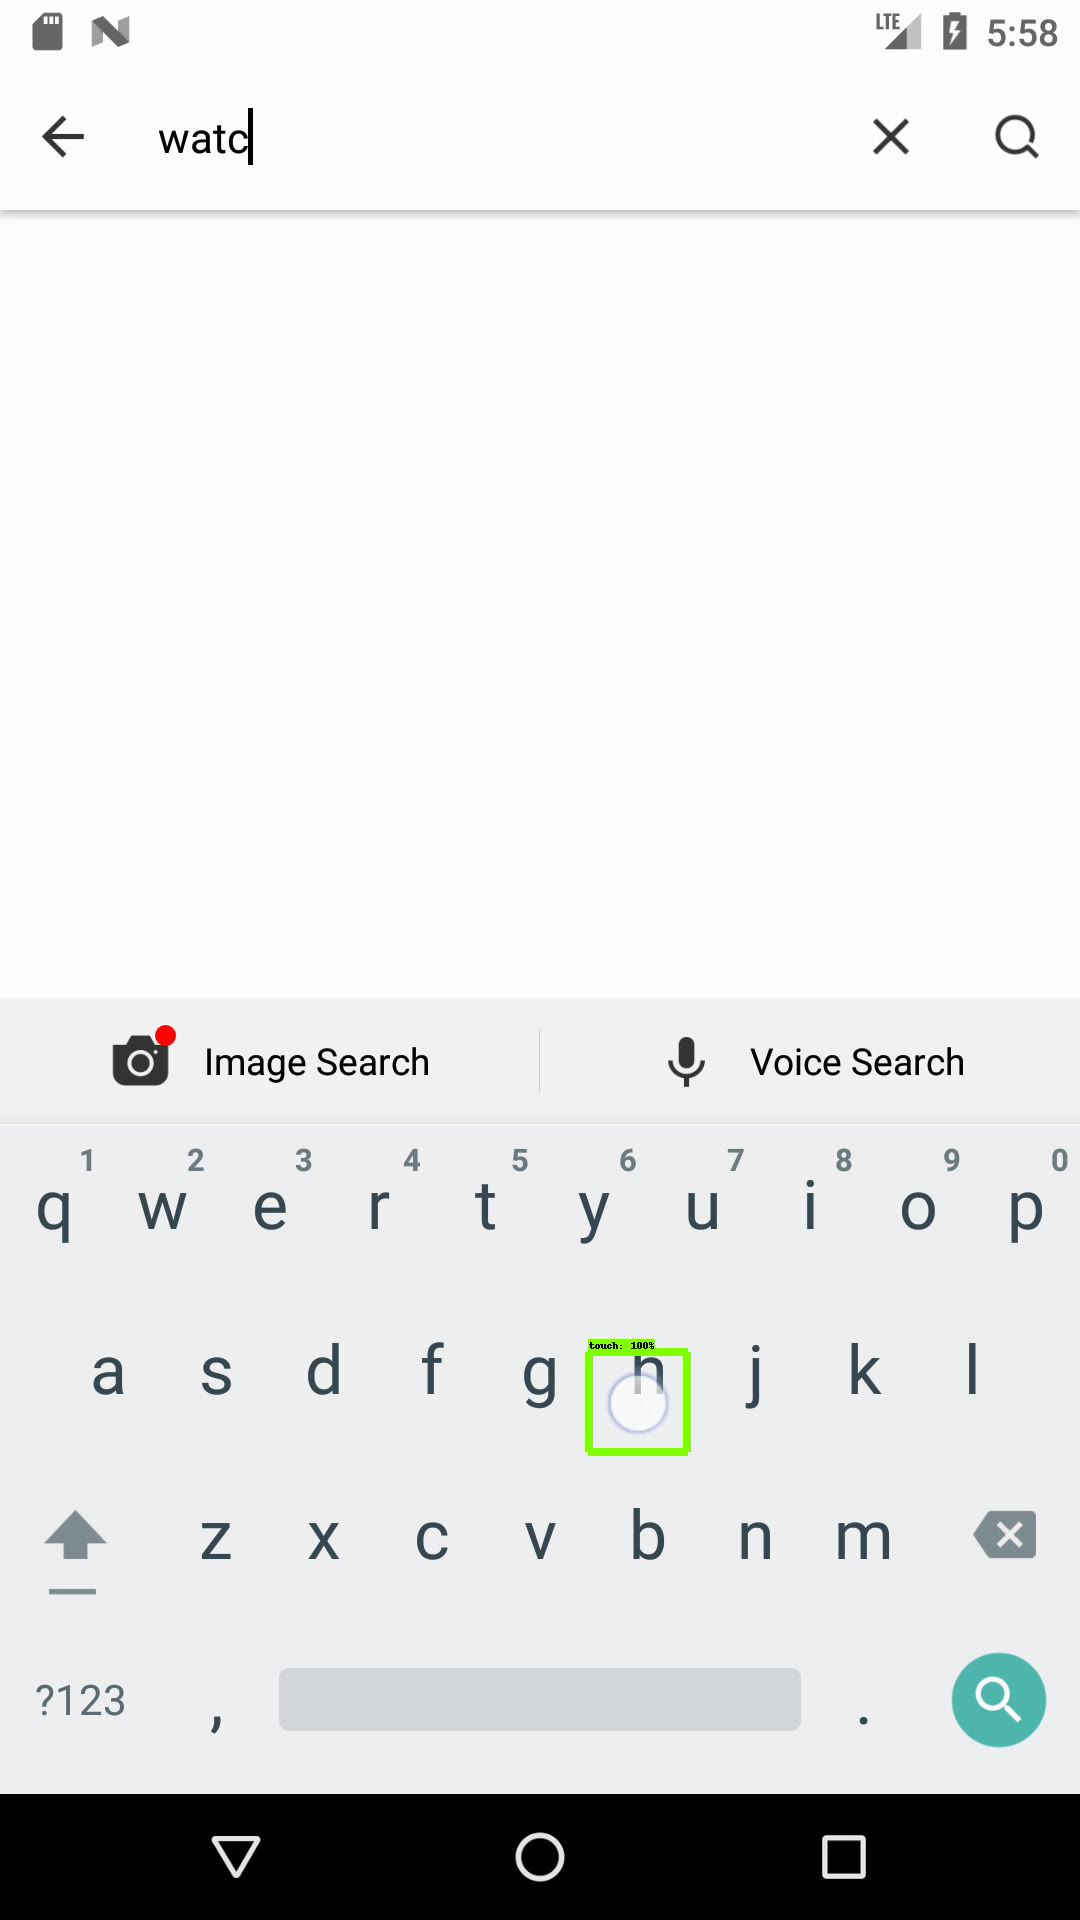 LTE 5:58
watc
Image Search Voice Search
1 2 3 4 5 6 7 8 9 0
q w e r t y u i o p
touch: 100%
a s d f g h j k l
z x c v b n m
?123 , .